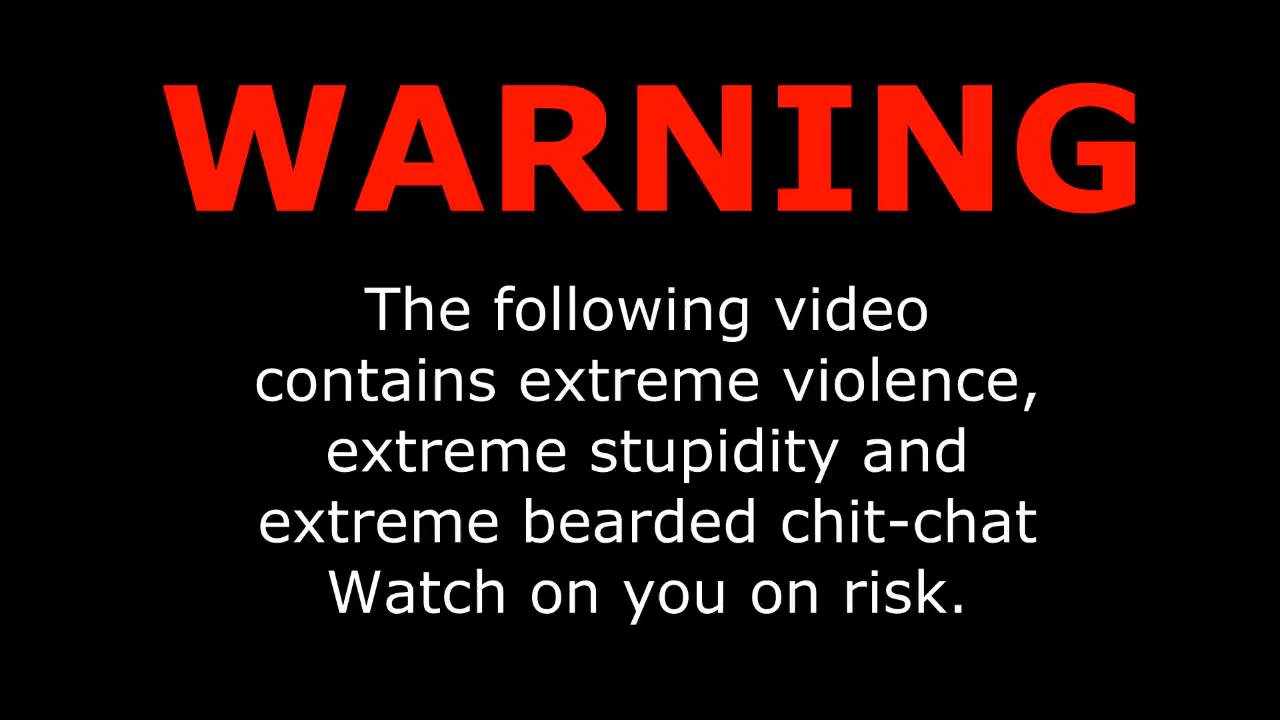 WARNING
The following video
contains extreme violence,
extreme stupidity and
extreme bearded chit-chat
Watch on you on risk.